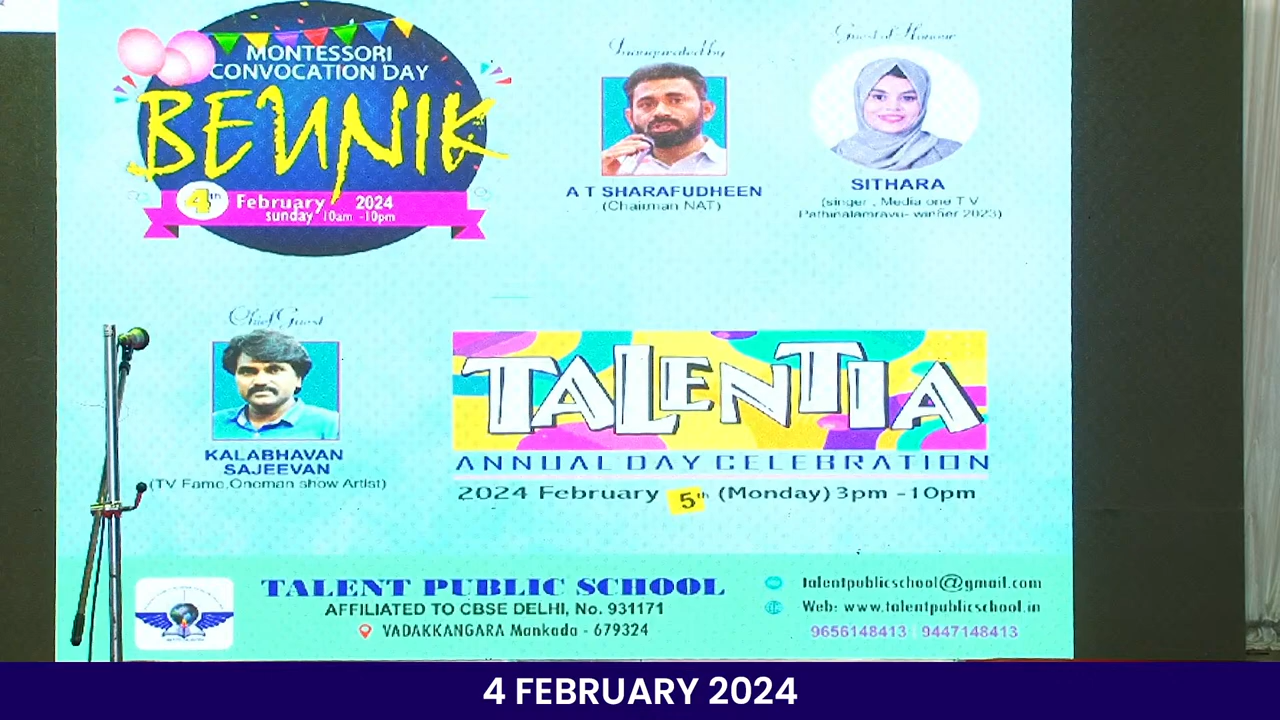 MONTESSORI
CONVOCATION DAY
BEUNIK
4th February 2024
sunday 10am -10pm
Inaugurated by
A T SHARAFUDHEEN
(Chairman NAT)
Guest of Honour
SITHARA
(singer , Media one T V
Pathinalamravu- winner 2023)
Chief Guest
KALABHAVAN
SAJEEVAN
(TV Fame,Oneman show Artist)
TALENTIA
ANNUAL DAY CELEBRATION
2024 February 5th (Monday) 3pm -10pm
TALENT PUBLIC SCHOOL
AFFILIATED TO CBSE DELHI, No. 931171
VADAKKANGARA Mankada - 679324
talentpublicschool@gmail.com
Web: www.talentpublicschool.in
9656148413 | 9447148413
4 FEBRUARY 2024